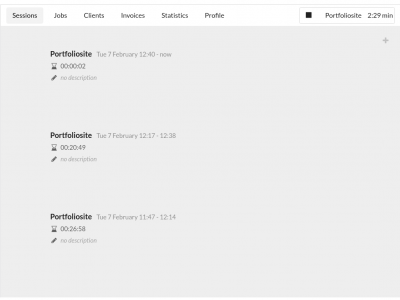 Sessions Jobs Clients Invoices Statistics Profile Portfoliosite 2:29 min
Portfoliosite Tue 7 February 12:40 - now
00:00:02
no description
Portfoliosite Tue 7 February 12:17 - 12:38
00:20:49
no description
Portfoliosite Tue 7 February 11:47 - 12:14
00:26:58
no description